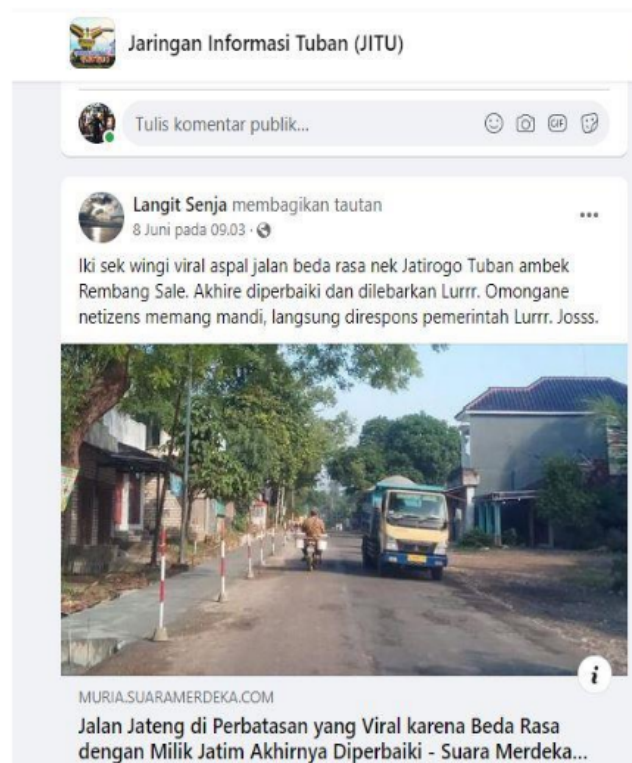 Jaringan Informasi Tuban (JITU)
Tulis komentar publik...
GIF
Langit Senja membagikan tautan
8 Juni pada 09.03 ·
Iki sek wingi viral aspal jalan beda rasa nek Jatirogo Tuban ambek
Rembang Sale. Akhire diperbaiki dan dilebarkan Lurrr. Omongane
netizens memang mandi, langsung direspons pemerintah Lurrr. Josss.
i
MURIA.SUARAMERDEKA.COM
Jalan Jateng di Perbatasan yang Viral karena Beda Rasa
dengan Milik Jatim Akhirnya Diperbaiki - Suara Merdeka...